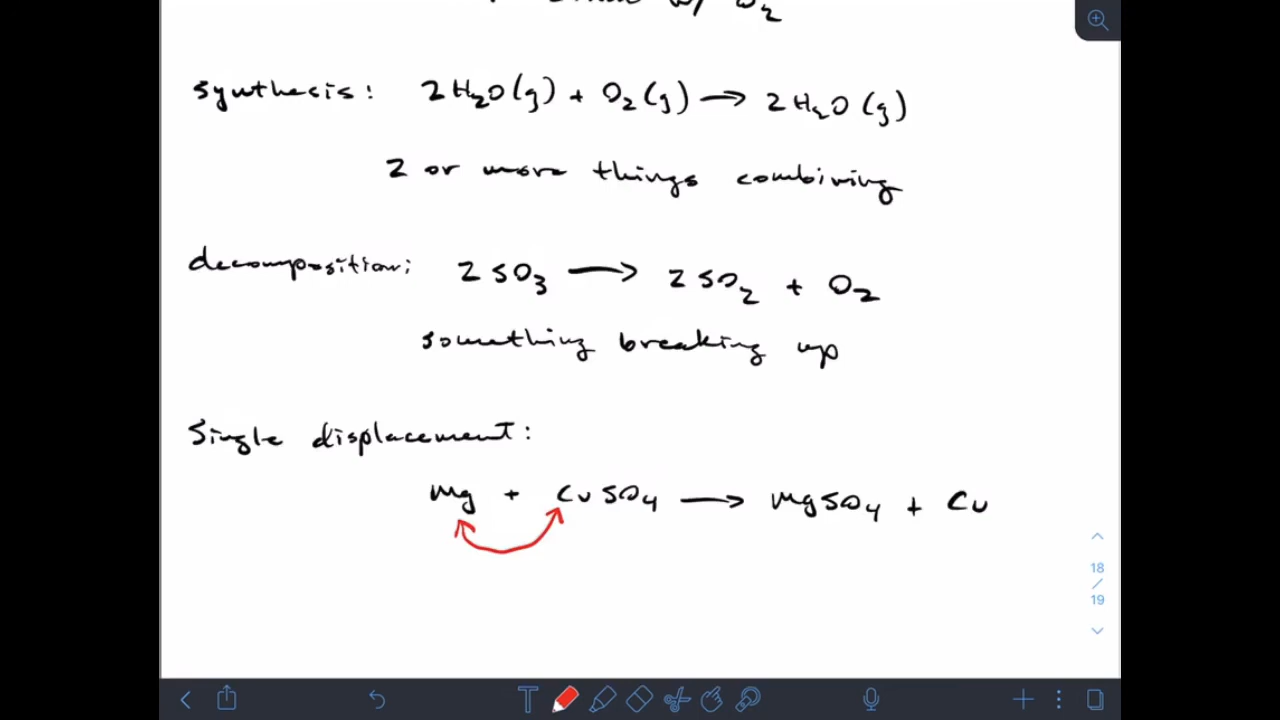 w/ O₂
synthesis: 2H₂O(g) + O₂(g) → 2H₂O(g)
2 or more things combining
decomposition: 2SO₃ → 2SO₂ + O₂
something breaking up
Single displacement:
Mg + CuSO₄ → MgSO₄ + Cu
18
/
19
T